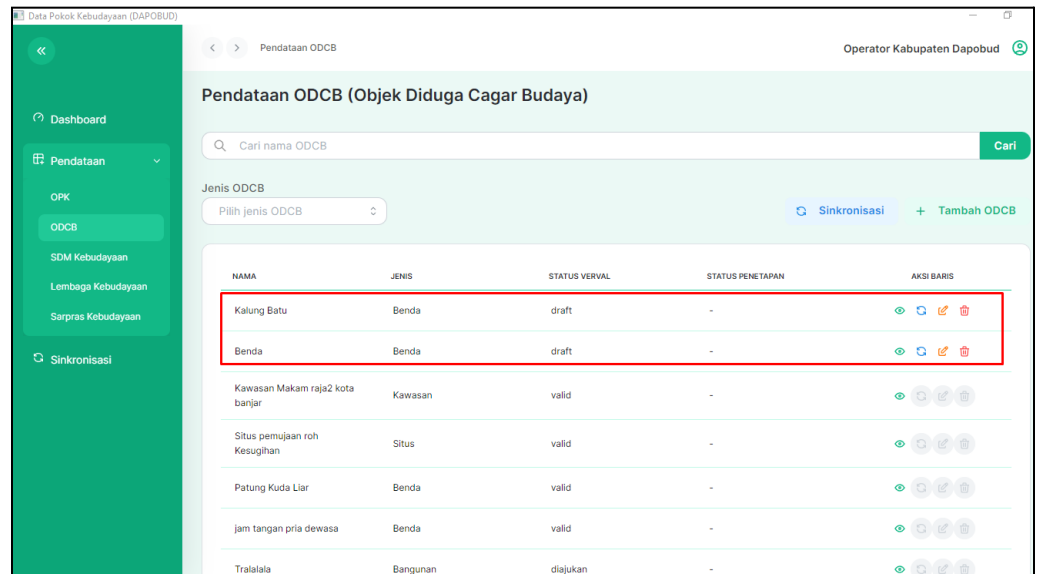 Data Pokok Kebudayaan (DAPOBUD)
Pendataan ODCB
Operator Kabupaten Dapobud
Dashboard
Pendataan
OPK
ODCB
SDM Kebudayaan
Lembaga Kebudayaan
Sarpras Kebudayaan
Sinkronisasi
Pendataan ODCB (Objek Diduga Cagar Budaya)
Cari nama ODCB
Cari
Jenis ODCB
Pilih jenis ODCB
Sinkronisasi
+ Tambah ODCB
NAMA JENIS STATUS VERVAL STATUS PENETAPAN AKSI BARIS
Kalung Batu Benda draft -
Benda Benda draft -
Kawasan Makam raja2 kota
banjar Kawasan valid -
Situs pemujaan roh
Kesugihan Situs valid -
Patung Kuda Liar Benda valid -
jam tangan pria dewasa Benda valid -
Tralalala Bangunan diajukan -